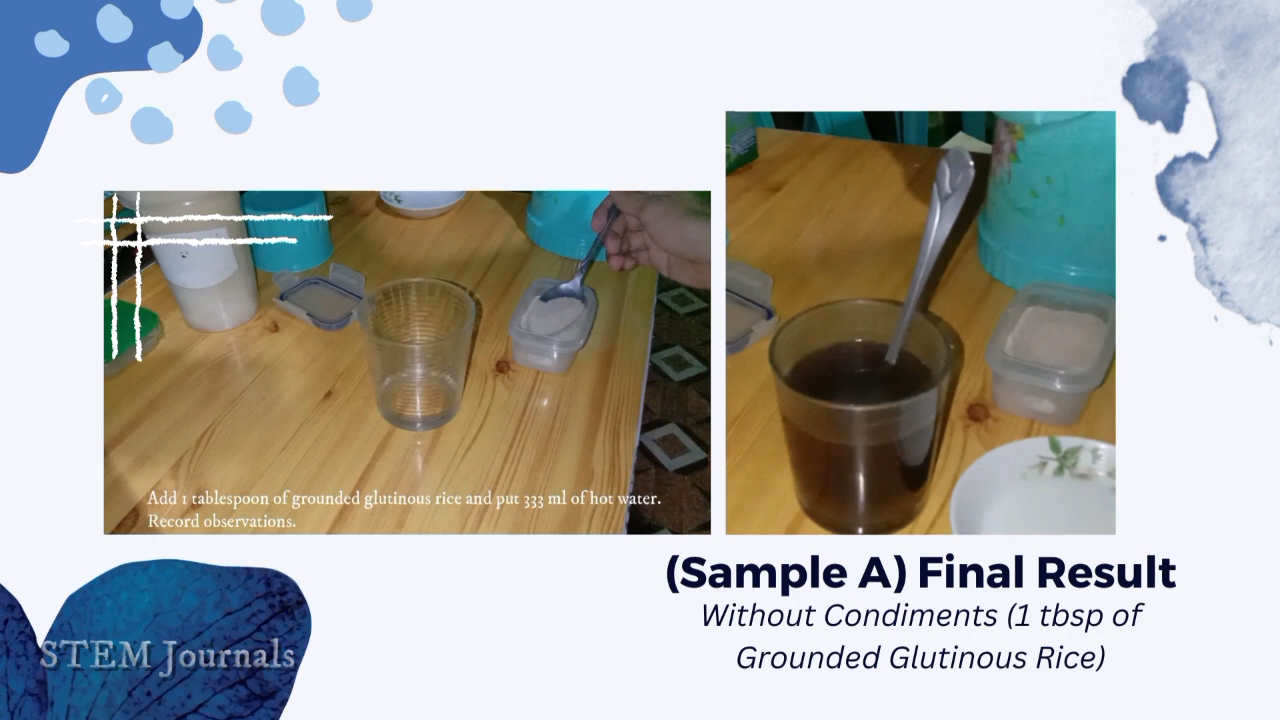 Add 1 tablespoon of grounded glutinous rice and put 333 ml of hot water.
Record observations.
(Sample A) Final Result
Without Condiments (1 tbsp of
Grounded Glutinous Rice)
STEM Journals